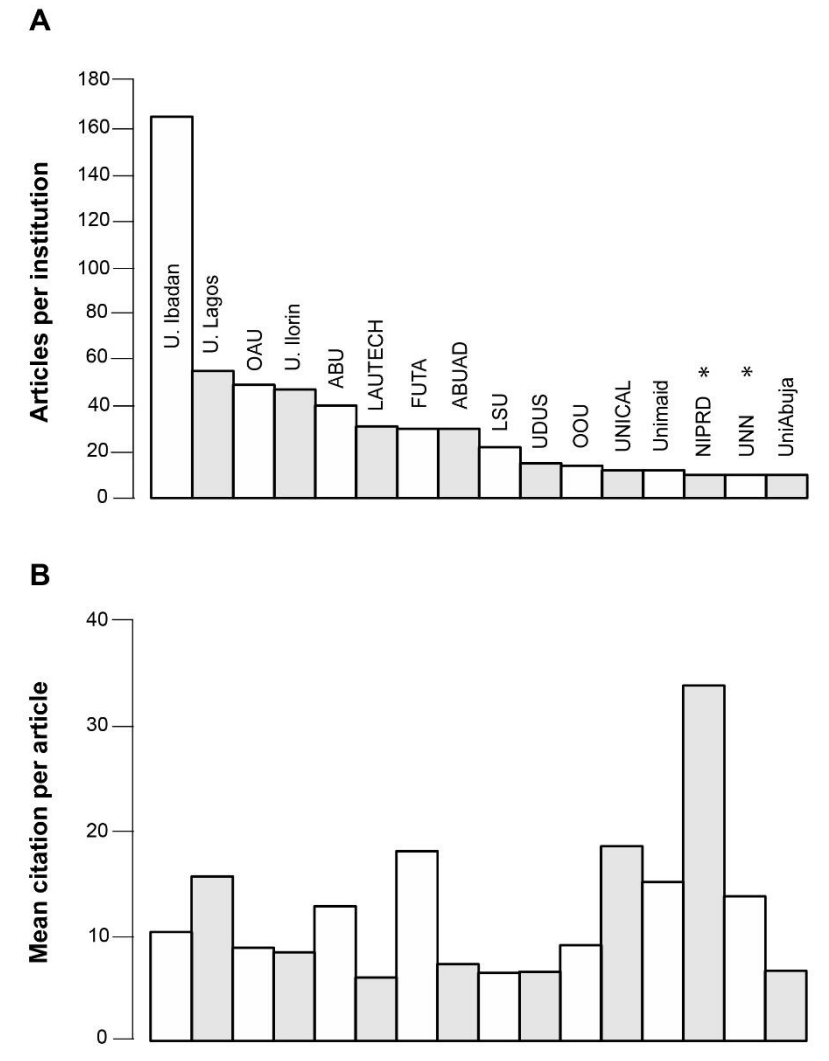 A
Articles per institution
180
160
140
120
100
80
60
40
20
0
U. Ibadan
U. Lagos
OAU
U. Ilorin
ABU
LAUTECH
FUTA
ABUAD
LSU
UDUS
OOU
UNICAL
Unimaid
NIPRD *
UNN *
UniAbuja
B
Mean citation per article
40
30
20
10
0